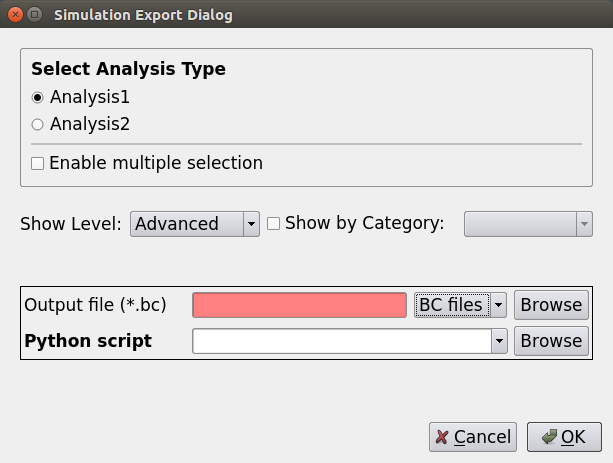 Simulation Export Dialog
Select Analysis Type
Analysis1
Analysis2
Enable multiple selection
Show Level: Advanced Show by Category:
Output file (*.bc) BC files Browse
Python script Browse
Cancel OK